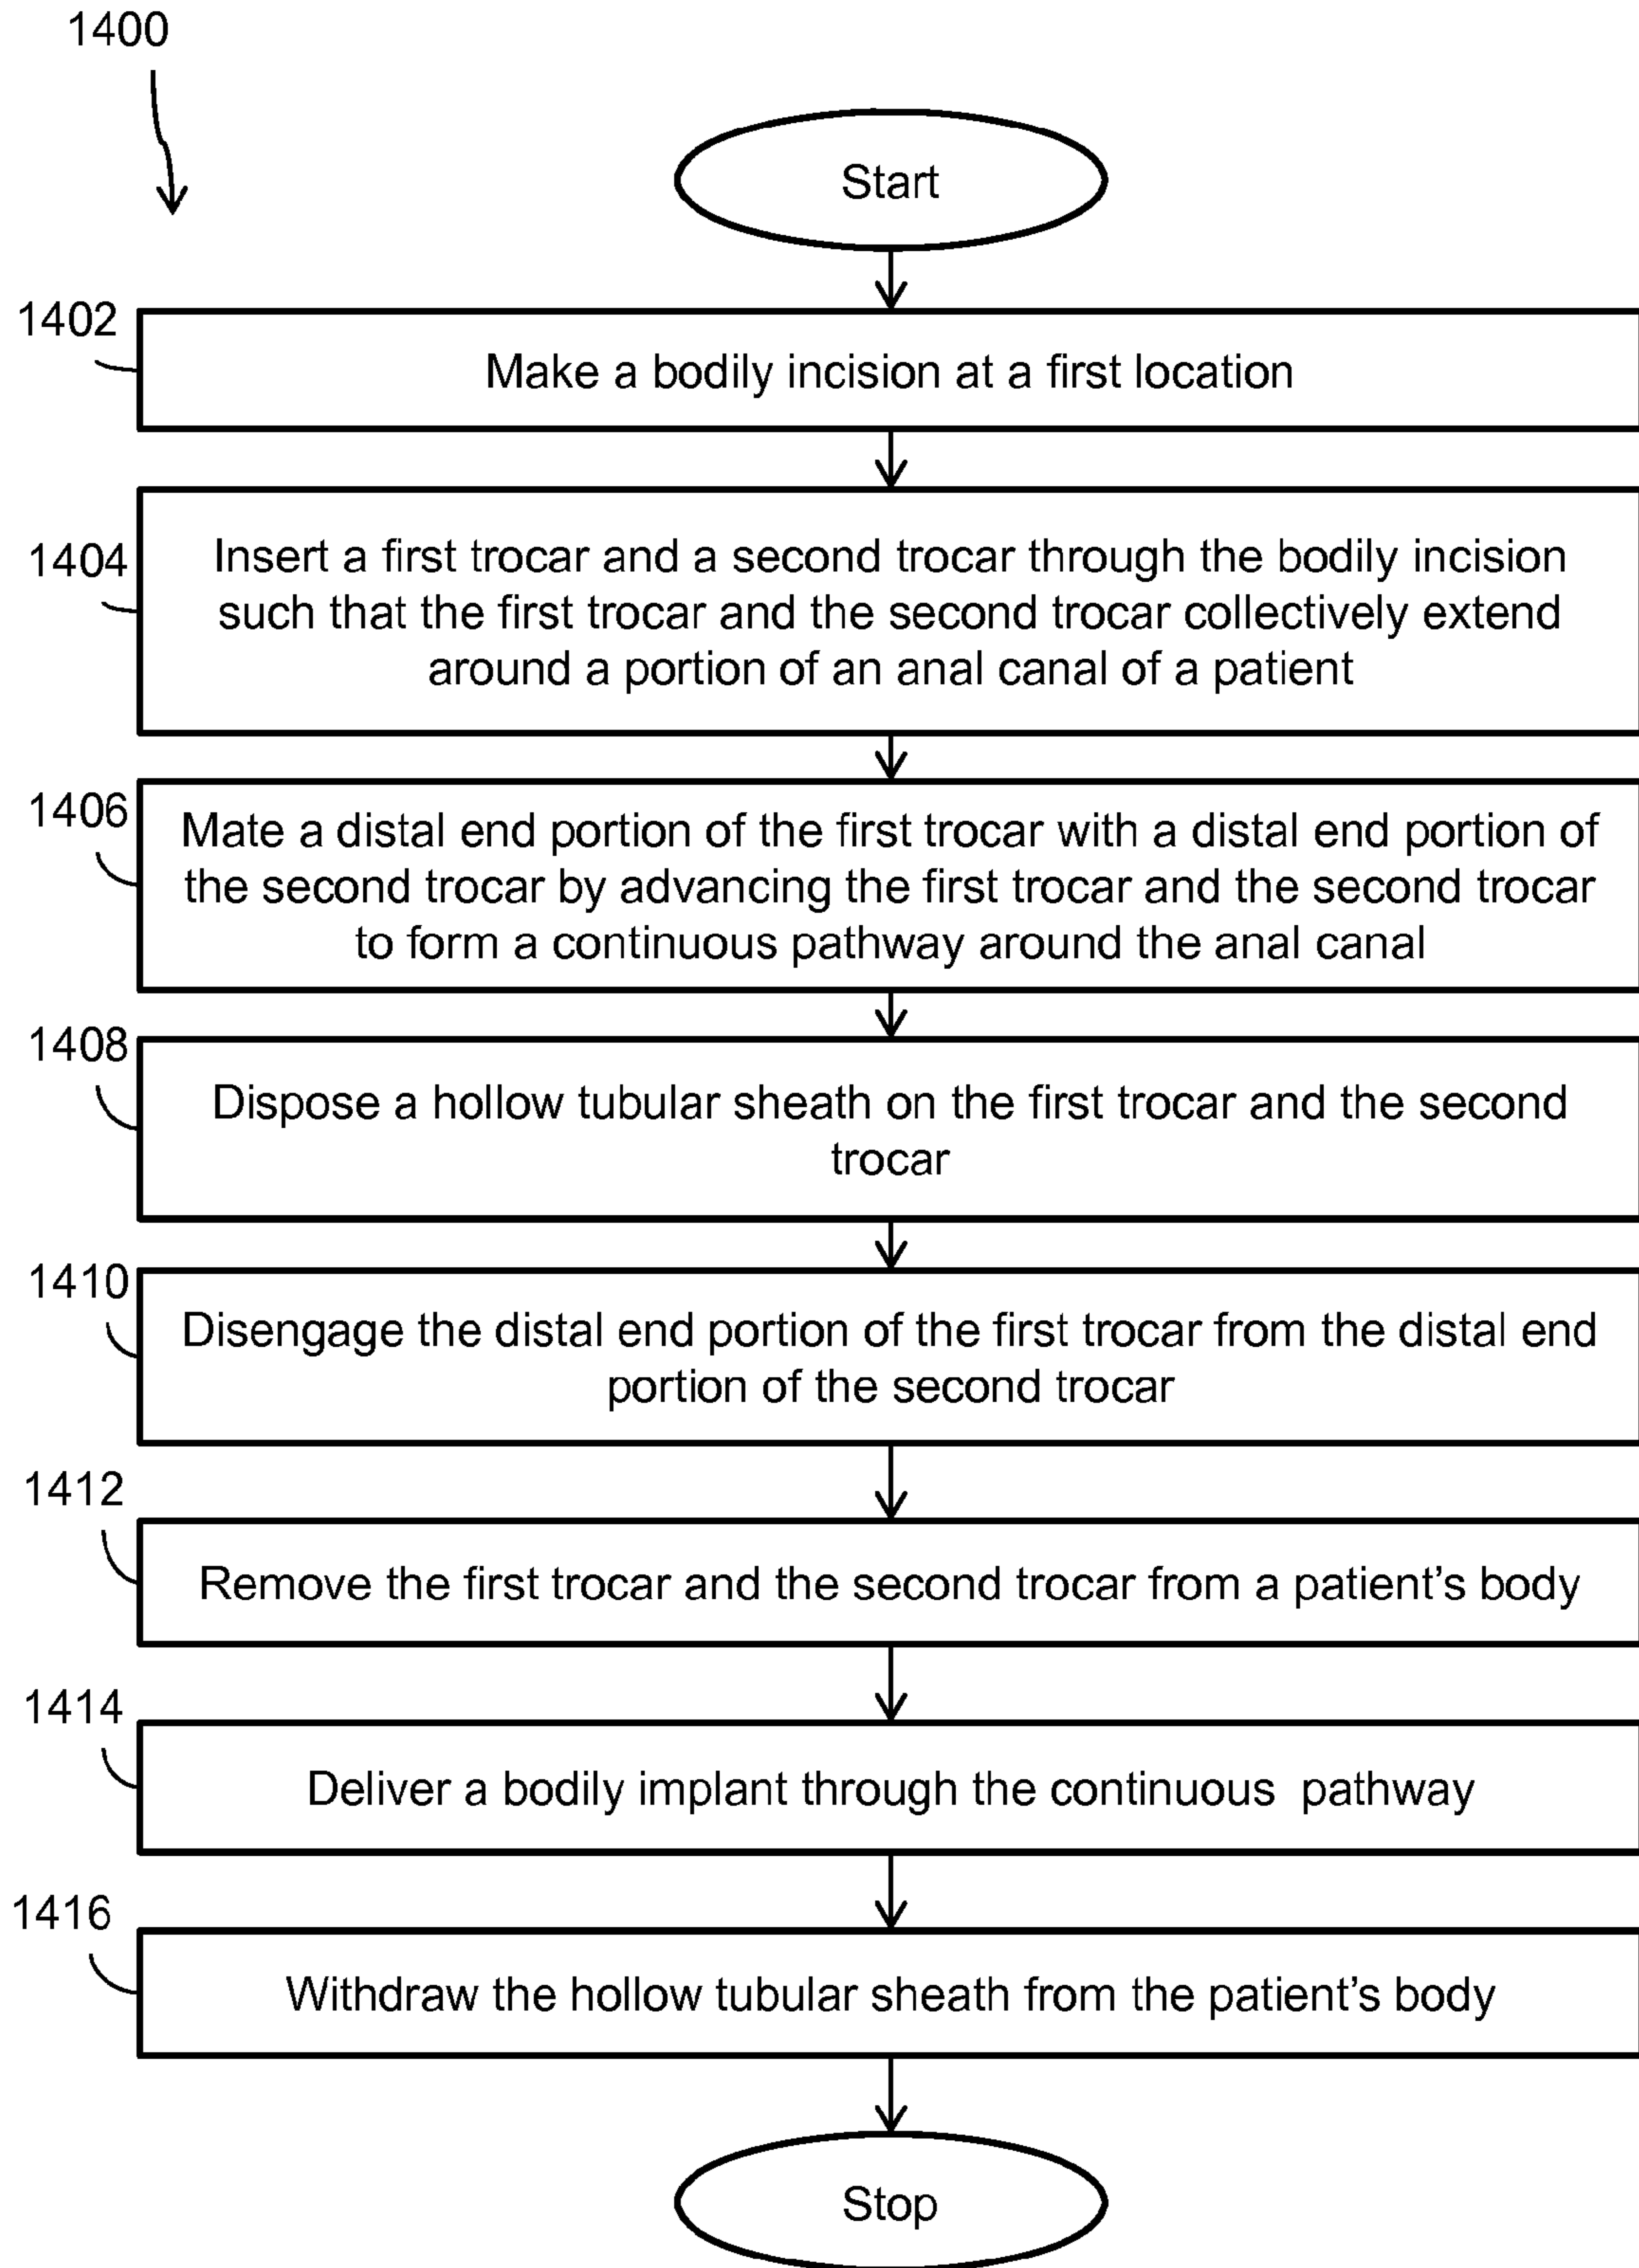 1400
Start
1402
Make a bodily incision at a first location
1404
Insert a first trocar and a second trocar through the bodily incision
such that the first trocar and the second trocar collectively extend
around a portion of an anal canal of a patient
1406
Mate a distal end portion of the first trocar with a distal end portion of
the second trocar by advancing the first trocar and the second trocar
to form a continuous pathway around the anal canal
1408
Dispose a hollow tubular sheath on the first trocar and the second
trocar
1410
Disengage the distal end portion of the first trocar from the distal end
portion of the second trocar
1412
Remove the first trocar and the second trocar from a patient’s body
1414
Deliver a bodily implant through the continuous  pathway
1416
Withdraw the hollow tubular sheath from the patient’s body
Stop